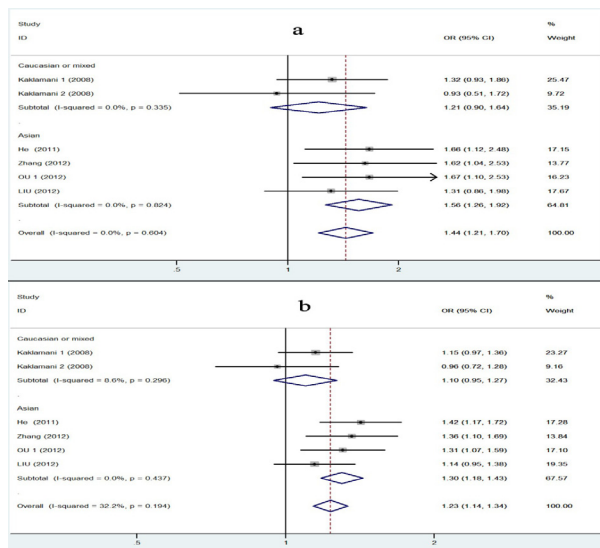 a
Study %
ID OR (95% CI) Weight
Caucasian or mixed
Kaklamani 1 (2008) 1.32 (0.93, 1.86) 25.47
Kaklamani 2 (2008) 0.93 (0.51, 1.72) 9.72
Subtotal (I-squared = 0.0%, p = 0.335) 1.21 (0.90, 1.64) 35.19
.
Asian
He (2011) 1.66 (1.12, 2.48) 17.15
Zhang (2012) 1.62 (1.04, 2.53) 13.77
OU 1 (2012) 1.67 (1.10, 2.53) 16.23
LIU (2012) 1.31 (0.86, 1.98) 17.67
Subtotal (I-squared = 0.0%, p = 0.824) 1.56 (1.26, 1.92) 64.81
.
Overall (I-squared = 0.0%, p = 0.604) 1.44 (1.21, 1.70) 100.00
.5 1 2
b
Study %
ID OR (95% CI) Weight
Caucasian or mixed
Kaklamani 1 (2008) 1.15 (0.97, 1.36) 23.27
Kaklamani 2 (2008) 0.96 (0.72, 1.28) 9.16
Subtotal (I-squared = 8.6%, p = 0.296) 1.10 (0.95, 1.27) 32.43
.
Asian
He (2011) 1.42 (1.17, 1.72) 17.28
Zhang (2012) 1.36 (1.10, 1.69) 13.84
OU 1 (2012) 1.31 (1.07, 1.59) 17.10
LIU (2012) 1.14 (0.95, 1.38) 19.35
Subtotal (I-squared = 0.0%, p = 0.437) 1.30 (1.18, 1.43) 67.57
.
Overall (I-squared = 32.2%, p = 0.194) 1.23 (1.14, 1.34) 100.00
.5 1 2